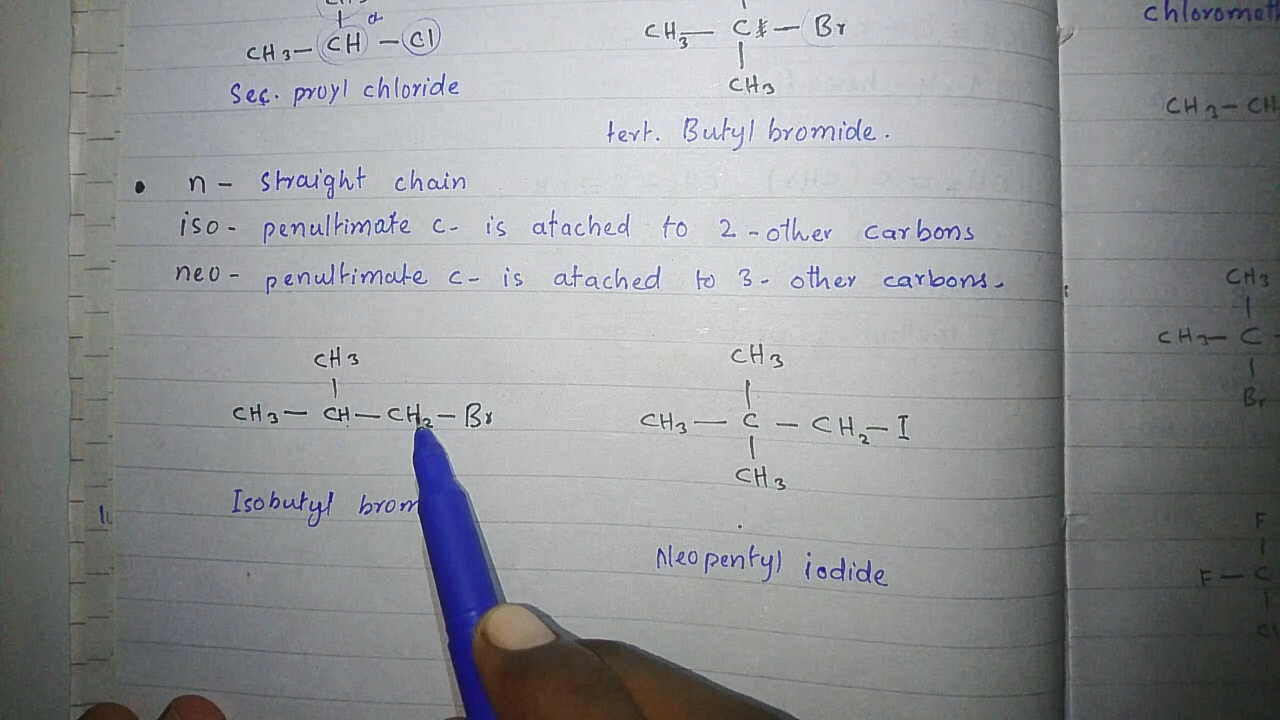 CH3 - CH - Cl
Sec. proyl chloride
CH3 - C - Br
CH3
tert. Butyl bromide.
• n - straight chain
iso - penultimate c- is atached to 2 - other carbons
neo - penultimate c- is atached to 3 - other carbons.
CH3
CH3 - CH - CH2 - Br
Isobutyl brom
CH3
CH3 - C - CH2 - I
CH3
Neopentyl iodide
CH3 - CH
CH3
CH3 - C -
Br
F
F - C
Cl